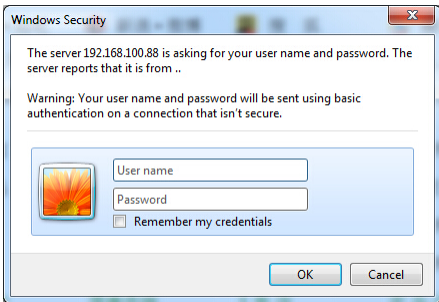 Windows Security
The server 192.168.100.88 is asking for your user name and password. The
server reports that it is from ..
Warning: Your user name and password will be sent using basic
authentication on a connection that isn't secure.
User name
Password
Remember my credentials
OK
Cancel